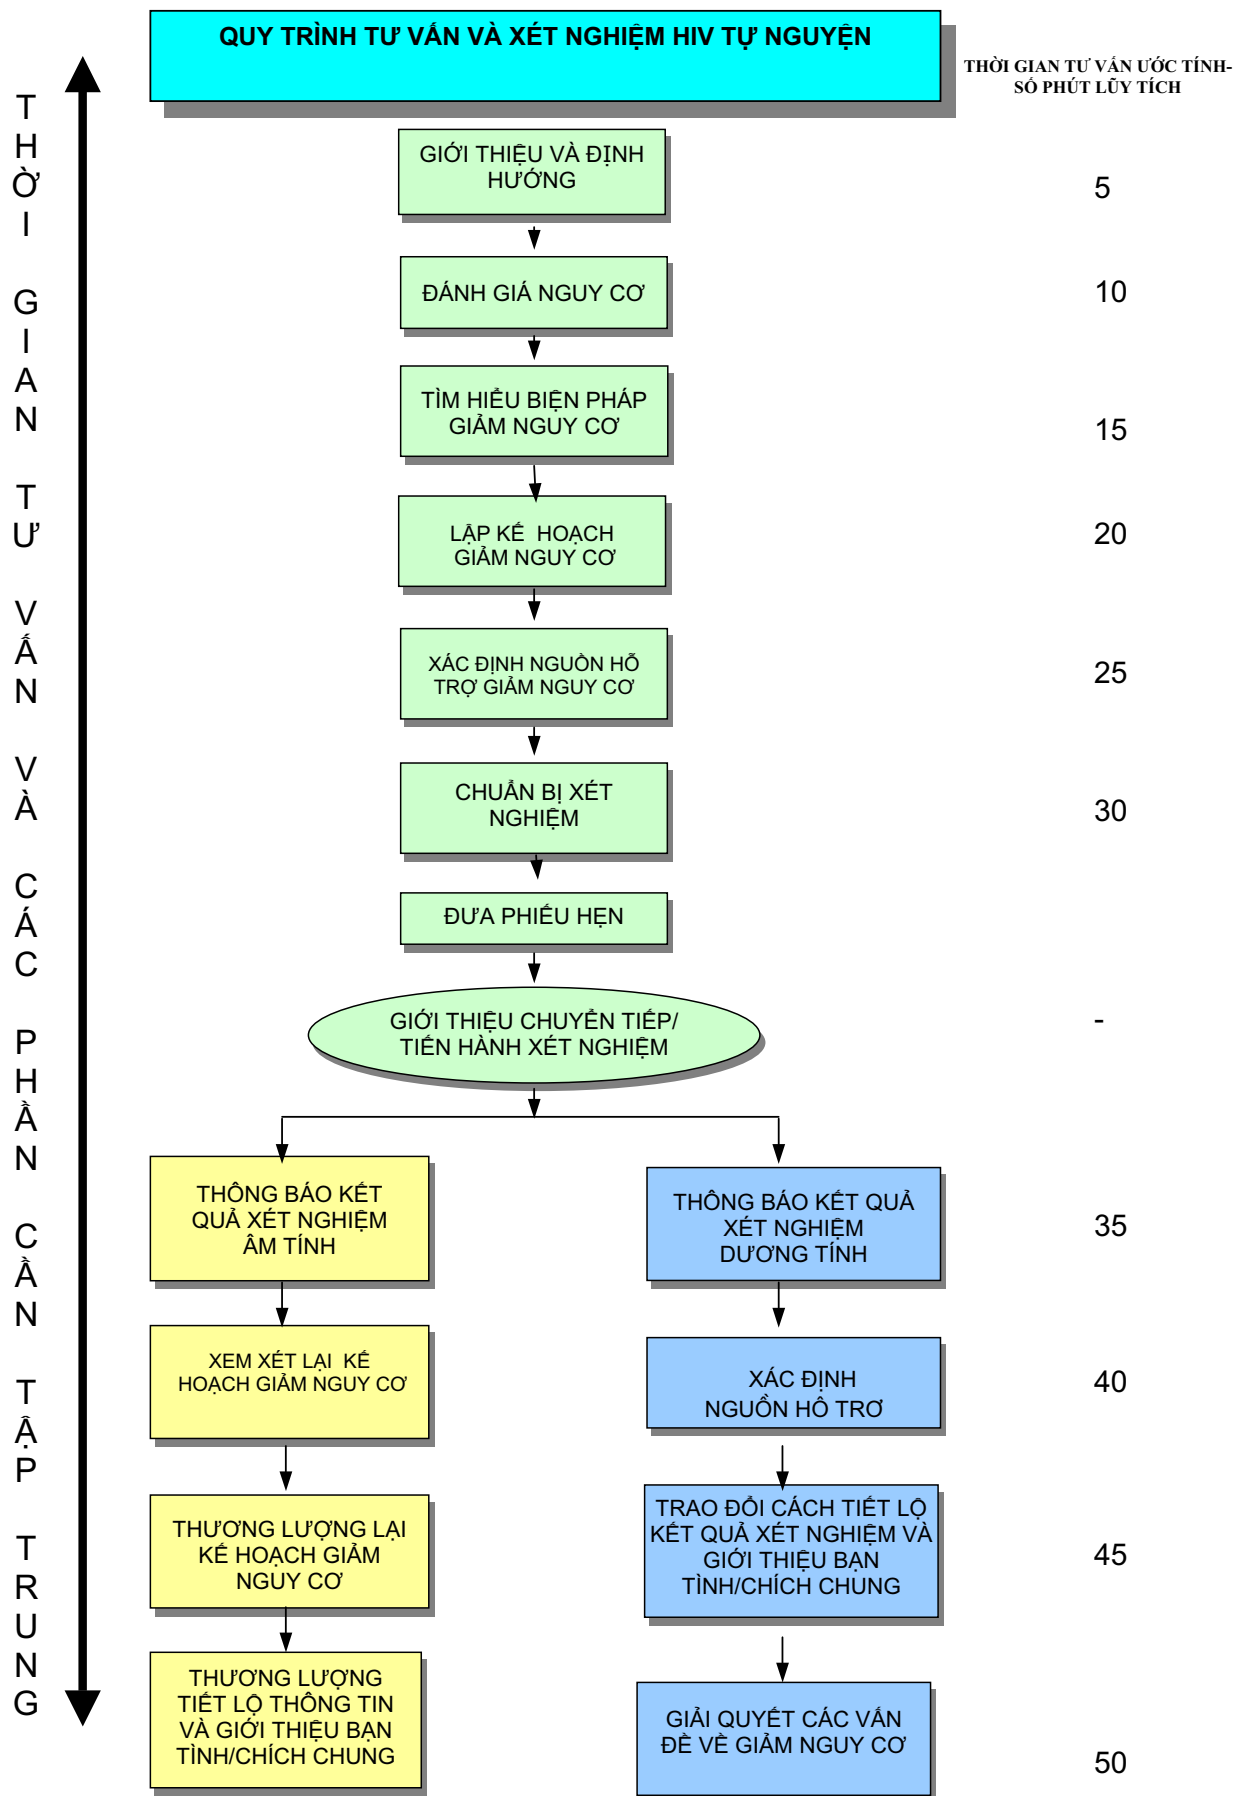 QUY TRÌNH TƯ VẤN VÀ XÉT NGHIỆM HIV TỰ NGUYỆN
THỜI GIAN TƯ VẤN ƯỚC TÍNH-
SỐ PHÚT LŨY TÍCH
THỜI GIAN TƯ VẤN VÀ CÁC PHẦN CẦN TẬP TRUNG
GIỚI THIỆU VÀ ĐỊNH
HƯỚNG
5
ĐÁNH GIÁ NGUY CƠ
10
TÌM HIỂU BIỆN PHÁP
GIẢM NGUY CƠ
15
LẬP KẾ HOẠCH
GIẢM NGUY CƠ
20
XÁC ĐỊNH NGUỒN HỖ
TRỢ GIẢM NGUY CƠ
25
CHUẨN BỊ XÉT
NGHIỆM
30
ĐƯA PHIẾU HẸN
GIỚI THIỆU CHUYỂN TIẾP/
TIẾN HÀNH XÉT NGHIỆM
-
THÔNG BÁO KẾT
QUẢ XÉT NGHIỆM
ÂM TÍNH
THÔNG BÁO KẾT QUẢ
XÉT NGHIỆM
DƯƠNG TÍNH
35
XEM XÉT LẠI KẾ
HOẠCH GIẢM NGUY CƠ
XÁC ĐỊNH
NGUỒN HÔ TRƠ
40
THƯƠNG LƯỢNG LẠI
KẾ HOẠCH GIẢM
NGUY CƠ
TRAO ĐỔI CÁCH TIẾT LỘ
KẾT QUẢ XÉT NGHIỆM VÀ
GIỚI THIỆU BẠN
TÌNH/CHÍCH CHUNG
45
THƯƠNG LƯỢNG
TIẾT LỘ THÔNG TIN
VÀ GIỚI THIỆU BẠN
TÌNH/CHÍCH CHUNG
GIẢI QUYẾT CÁC VẤN
ĐỀ VỀ GIẢM NGUY CƠ
50